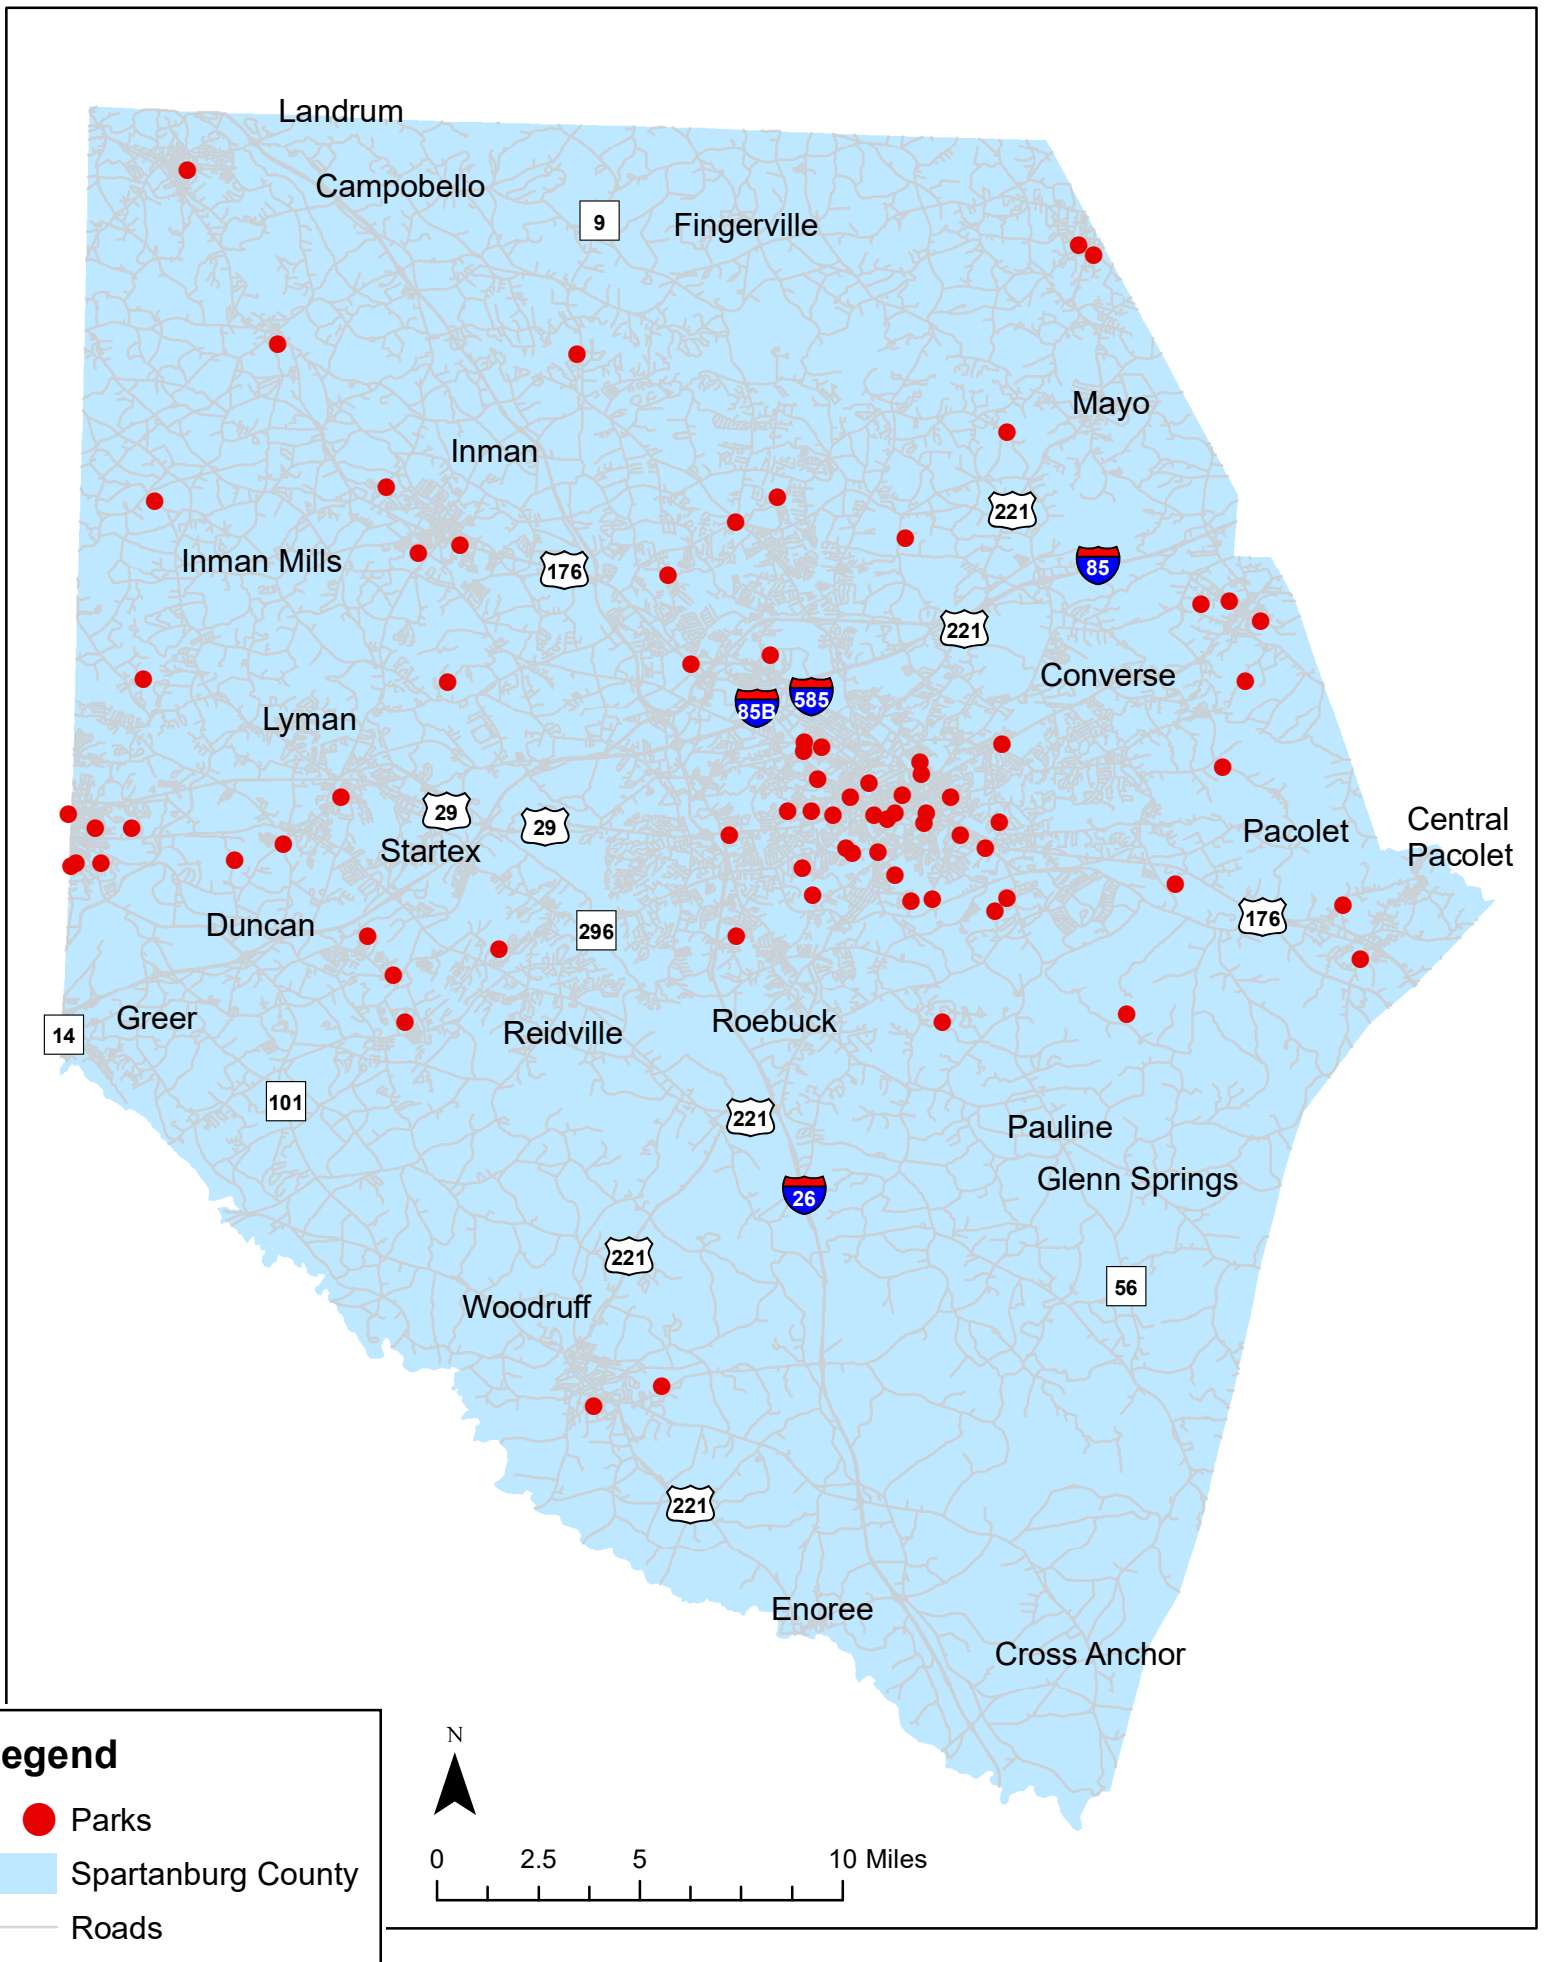 Landrum
Campobello
9
Fingerville
Mayo
Inman
221
Inman Mills
176
85
221
Converse
Lyman
85B
585
29
29
Startex
Pacolet
Central
Pacolet
Duncan
296
176
Greer
14
Reidville
Roebuck
101
221
Pauline
Glenn Springs
26
221
56
Woodruff
221
Enoree
Cross Anchor
egend
Parks
Spartanburg County
Roads
N
0 2.5 5 10 Miles